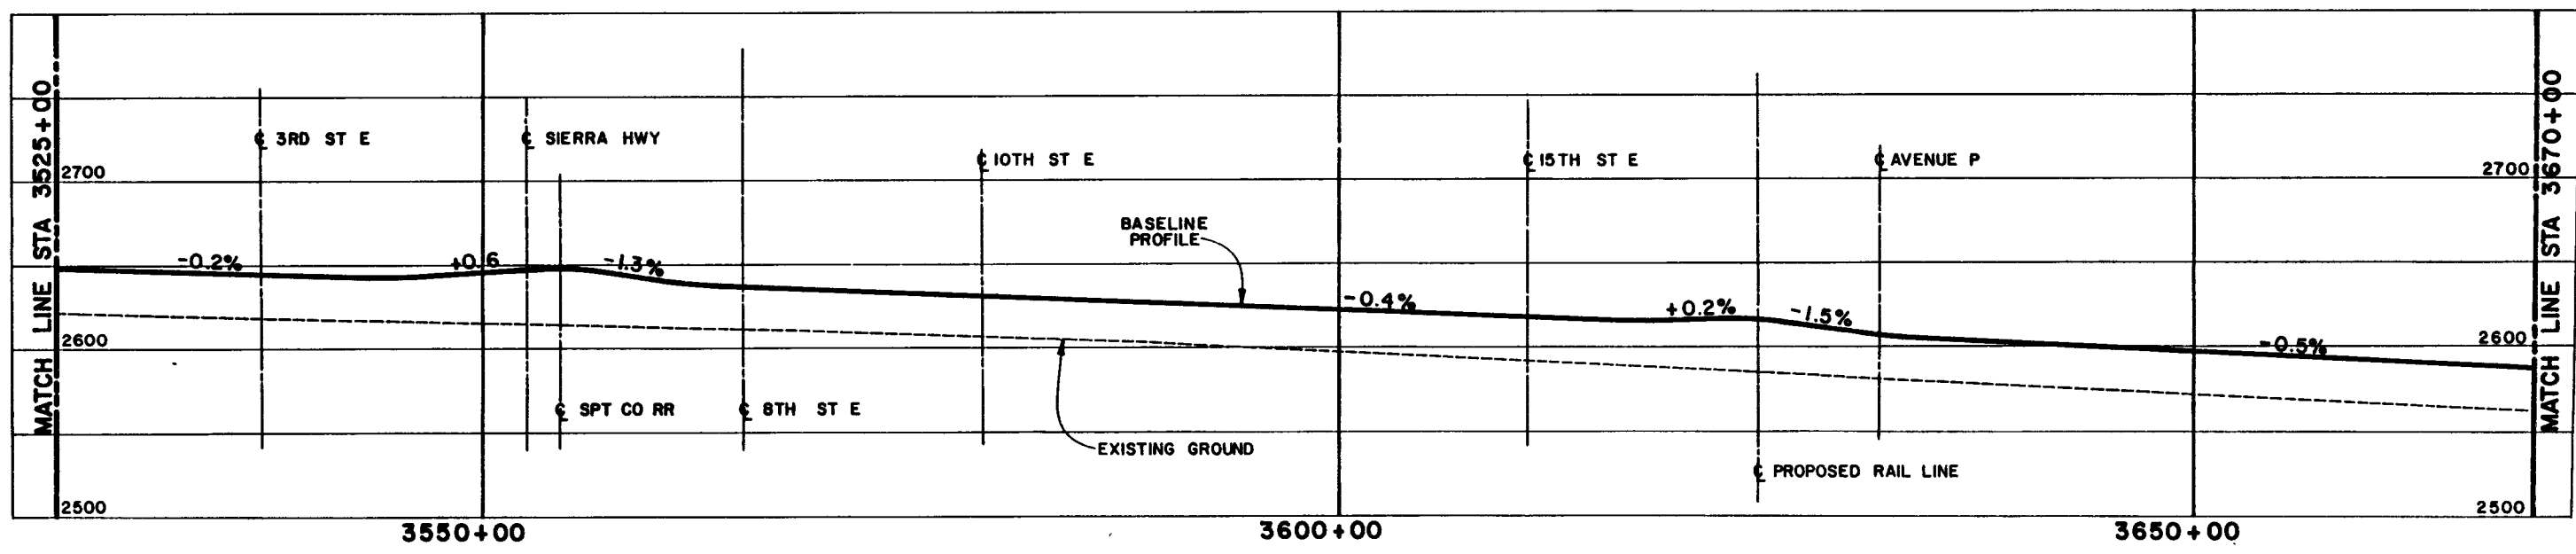 MATCH LINE STA 3525+00
℄ 3RD ST E
℄ SIERRA HWY
℄ 10TH ST E
℄ 15TH ST E
℄ AVENUE P
2700
2700
BASELINE
PROFILE
-0.2%
+0.6
-1.3%
-0.4%
+0.2%
-1.5%
-0.5%
2600
2600
℄ SPT CO RR
℄ 8TH ST E
EXISTING GROUND
℄ PROPOSED RAIL LINE
2500
2500
3550+00
3600+00
3650+00
MATCH LINE STA 3670+00